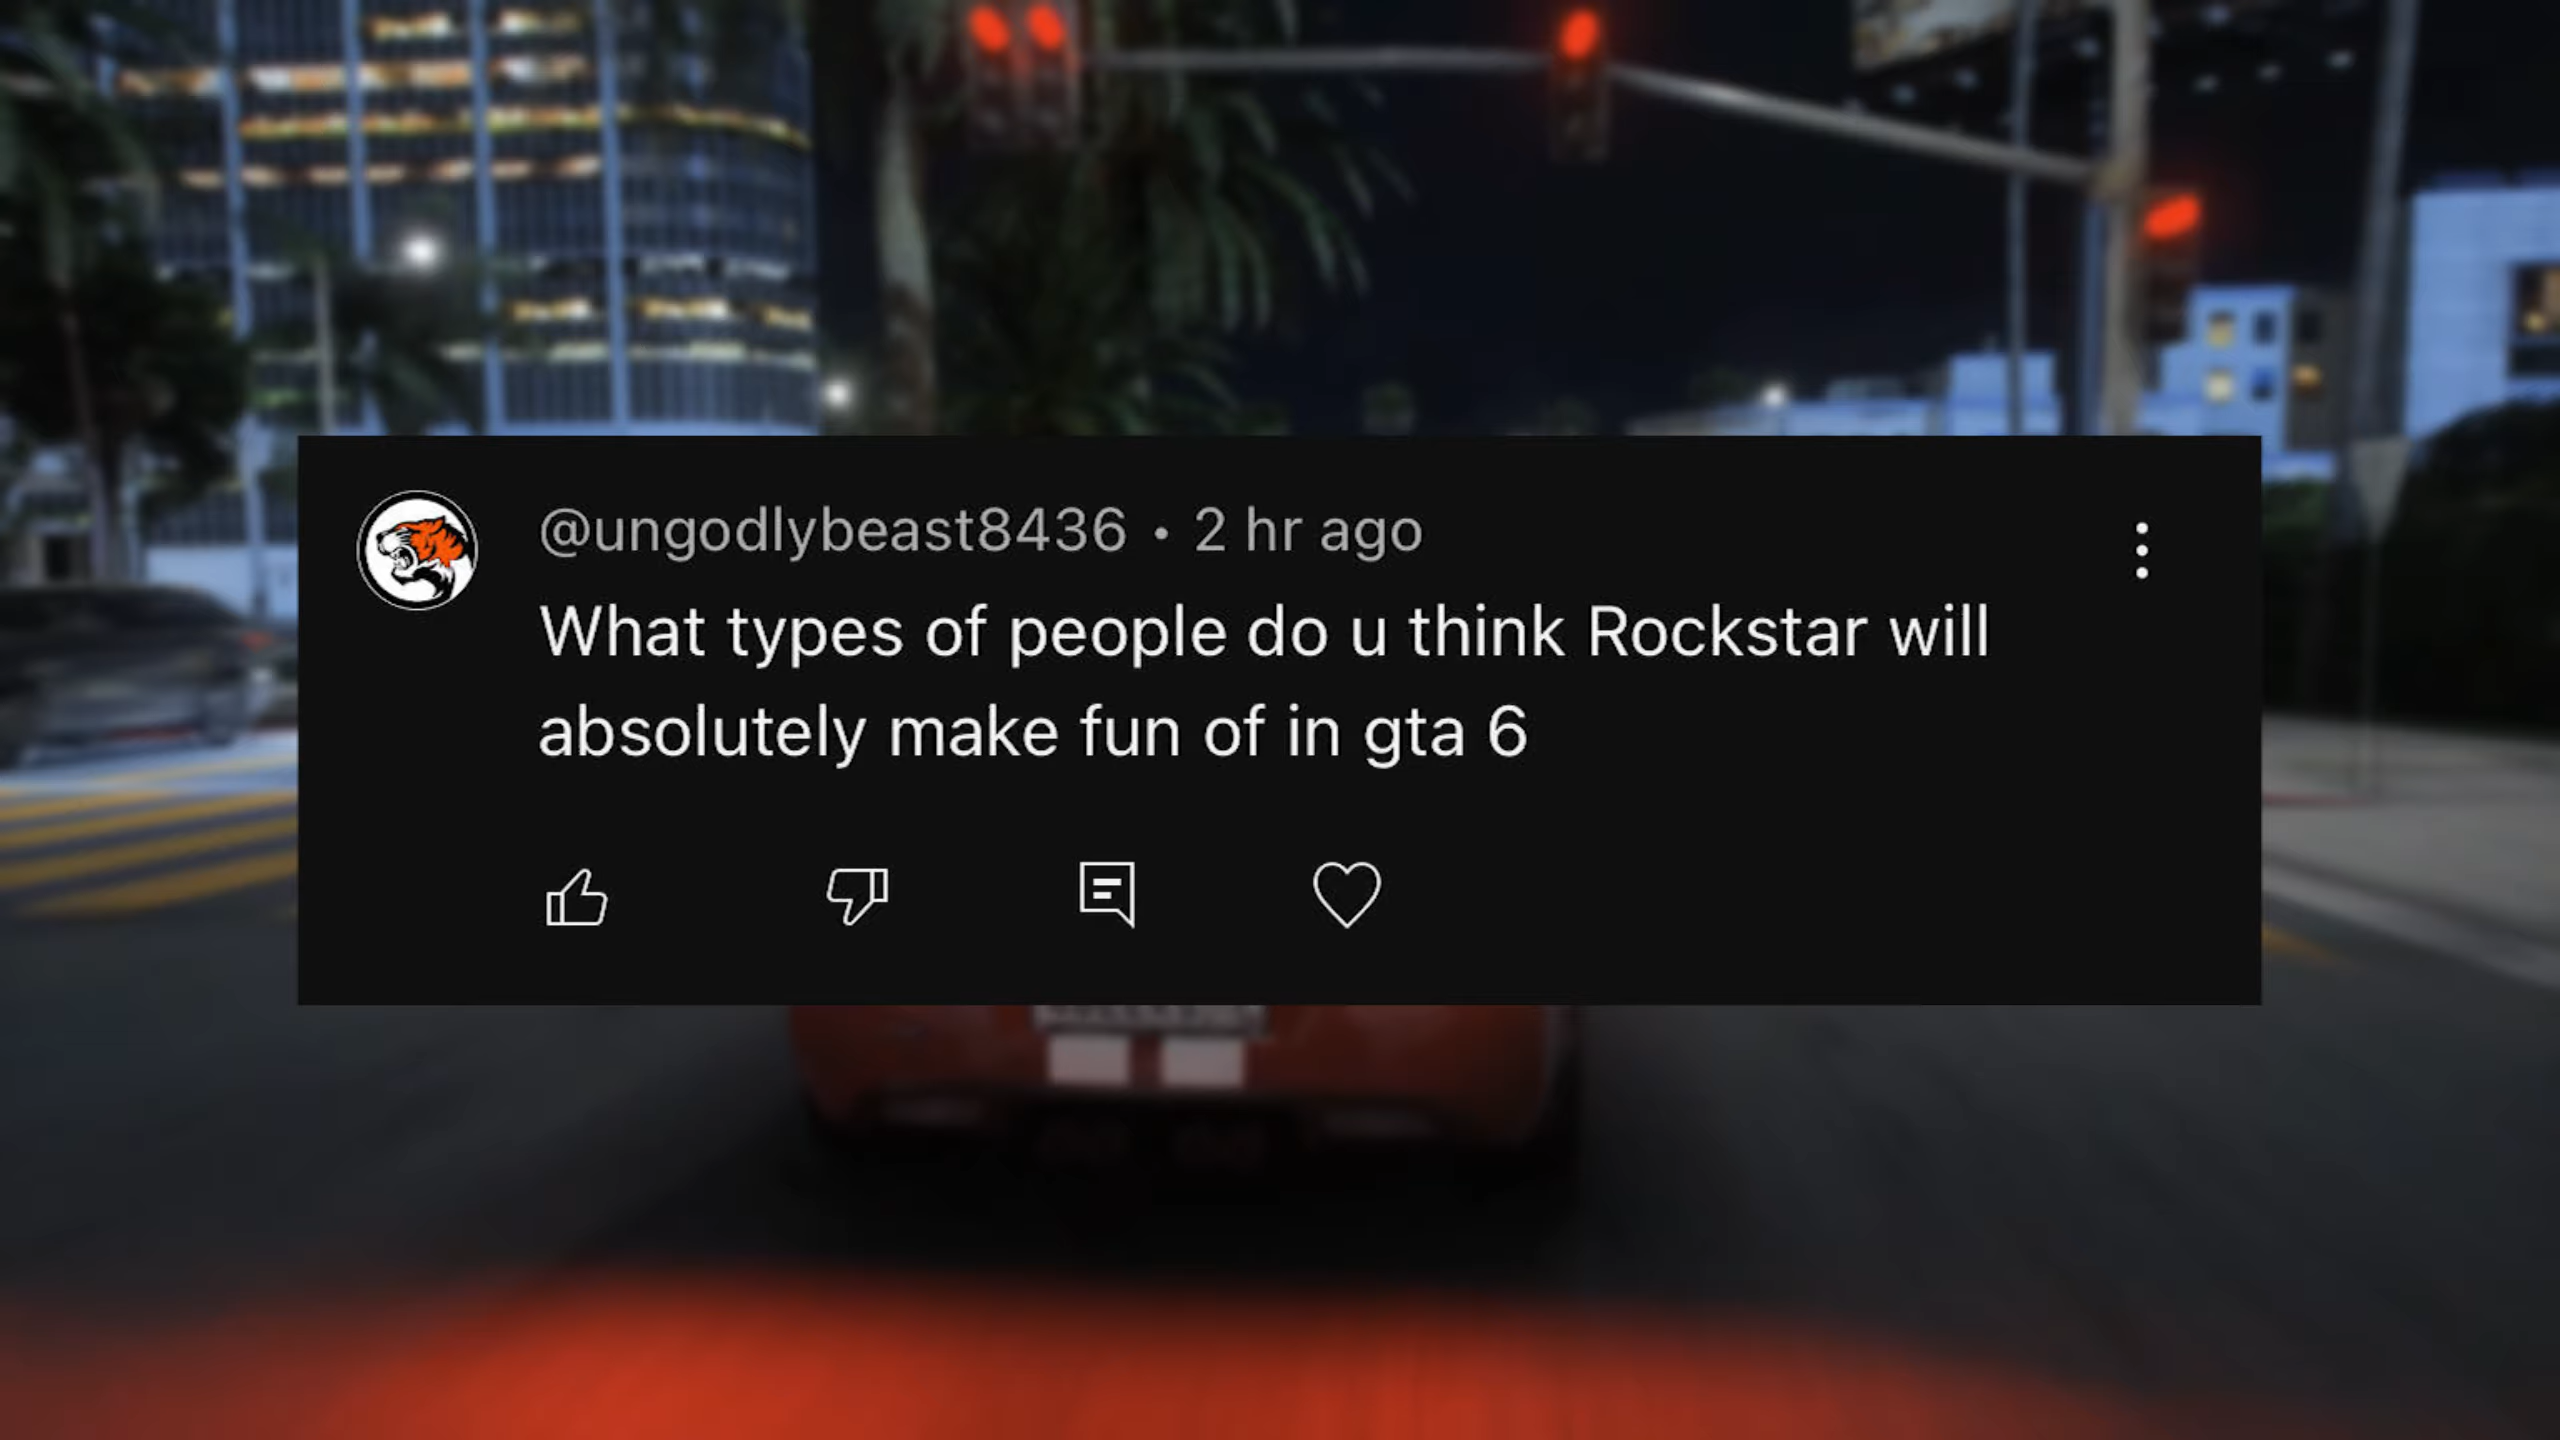 @ungodlybeast8436 • 2 hr ago
What types of people do u think Rockstar will
absolutely make fun of in gta 6